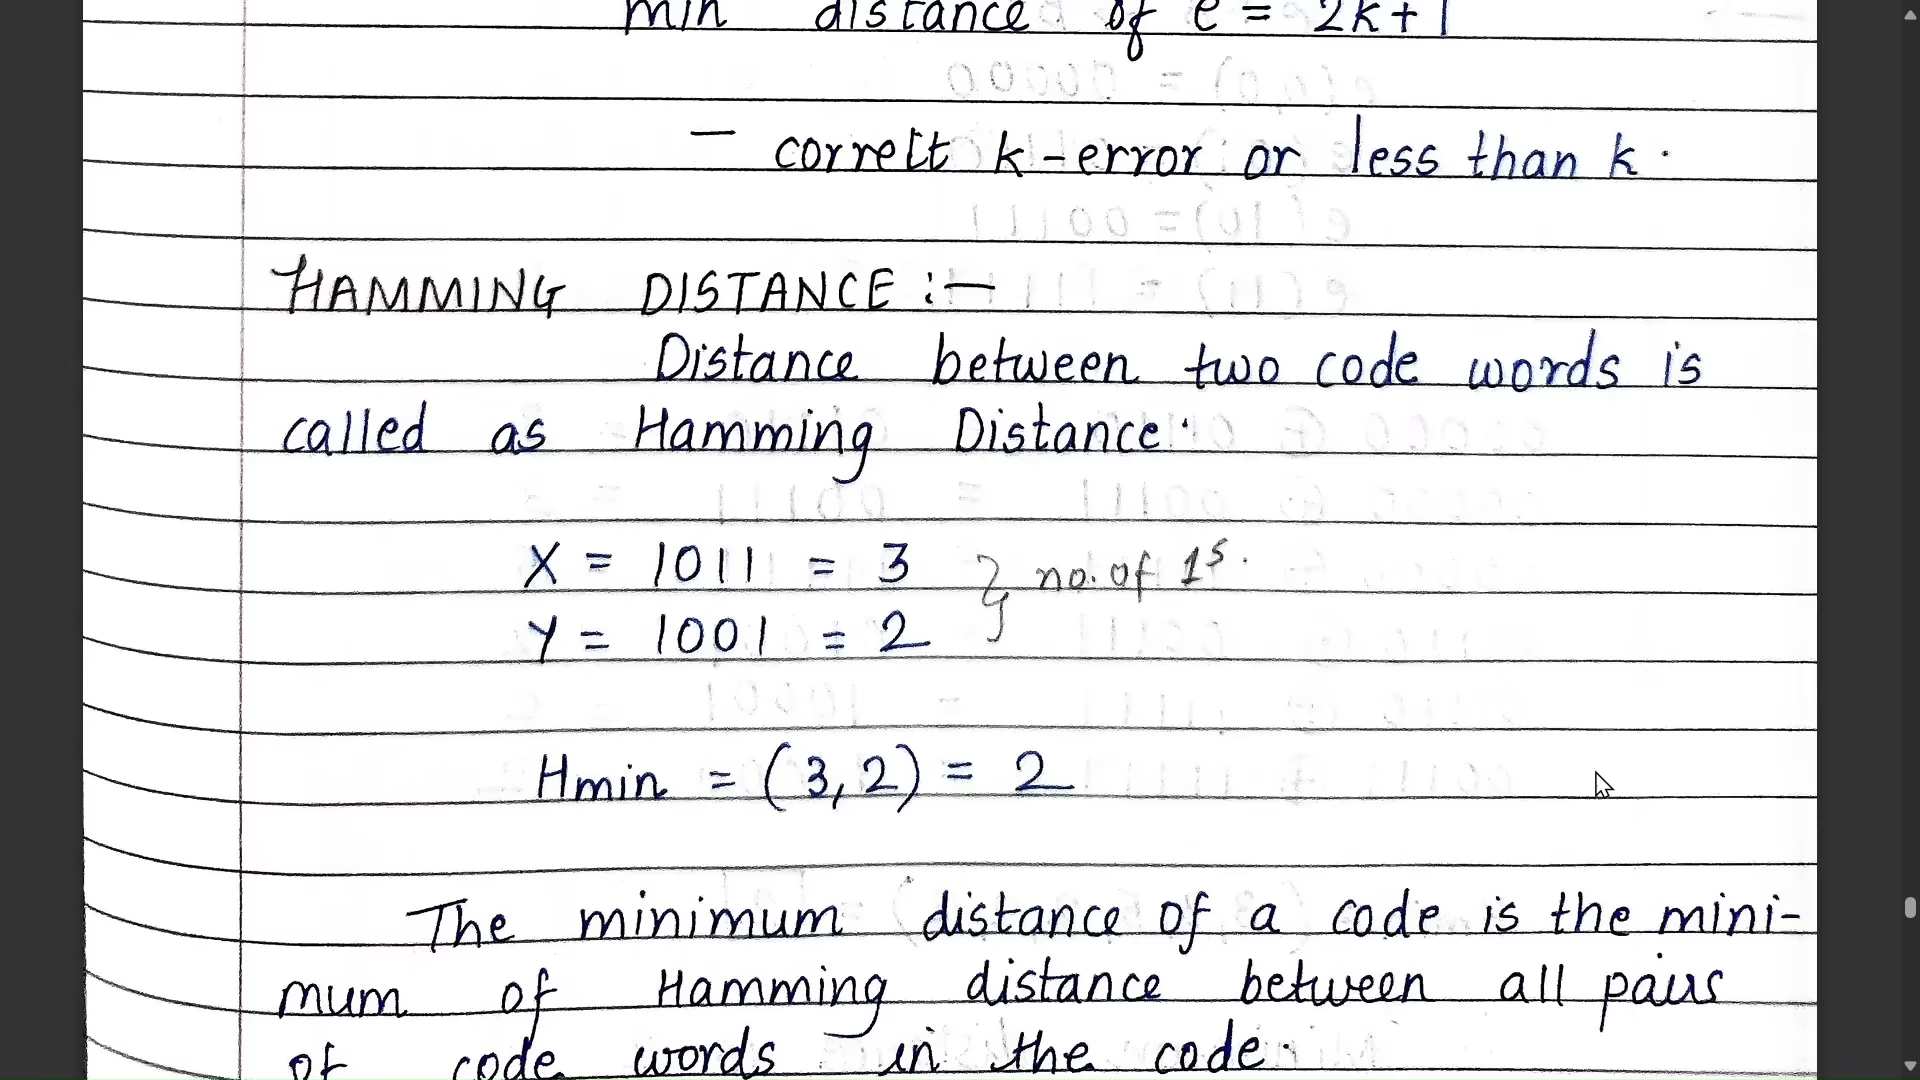 min distance of e = 2k+1
- correct k-error or less than k.
HAMMING DISTANCE :-
Distance between two code words is
called as Hamming Distance.
X = 1011 = 3 } no. of 1s.
Y = 1001 = 2
Hmin = (3, 2) = 2
The minimum distance of a code is the mini-
mum of Hamming distance between all pairs
of code words in the code.